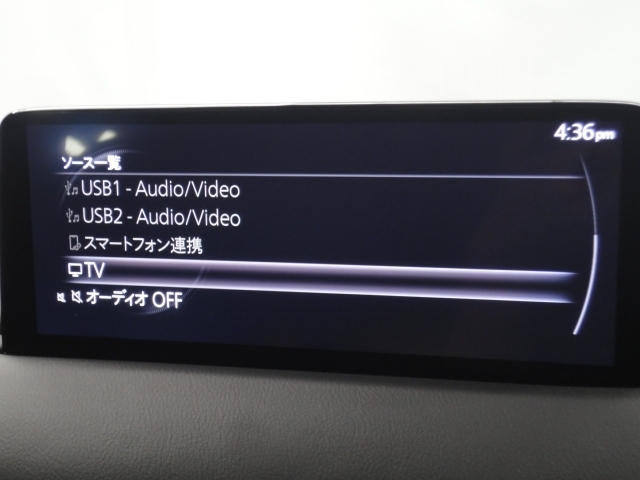 4:36pm
ソース一覧
USB1 - Audio/Video
USB2 - Audio/Video
スマートフォン連携
TV
オーディオ OFF